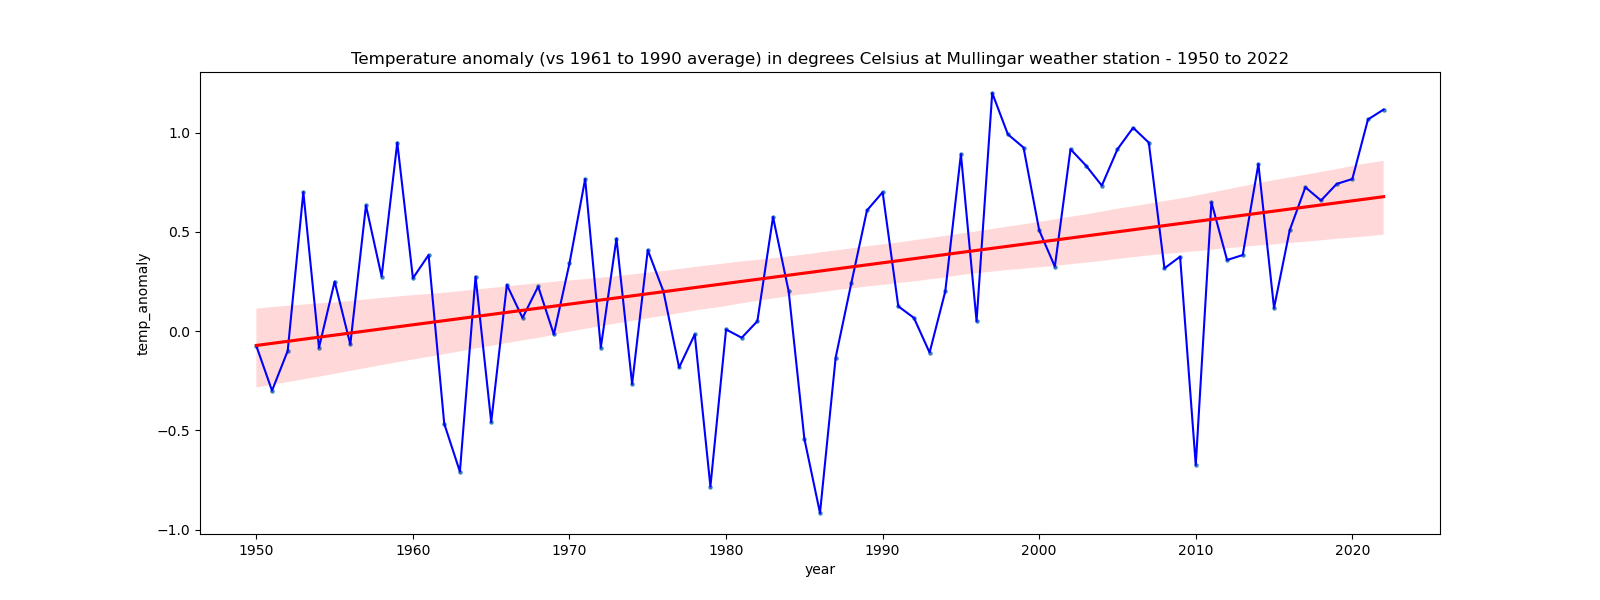 Temperature anomaly (vs 1961 to 1990 average) in degrees Celsius at Mullingar weather station - 1950 to 2022
temp_anomaly
1.0
0.5
0.0
−0.5
−1.0
1950 1960 1970 1980 1990 2000 2010 2020
year